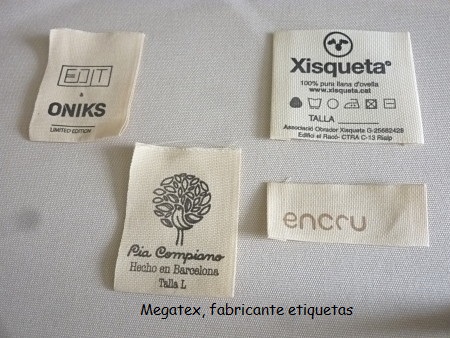 EDIT
&
ONIKS
LIMITED EDITION
Xisqueta®
100% pura llana d'ovella
www.xisqueta.cat
TALLA
Associació Obrador Xisqueta G-25682428
Edifici el Racó- CTRA C-13 Rialp
Pia Compiano
Hecho en Barcelona
Talla L
encru
Megatex, fabricante etiquetas